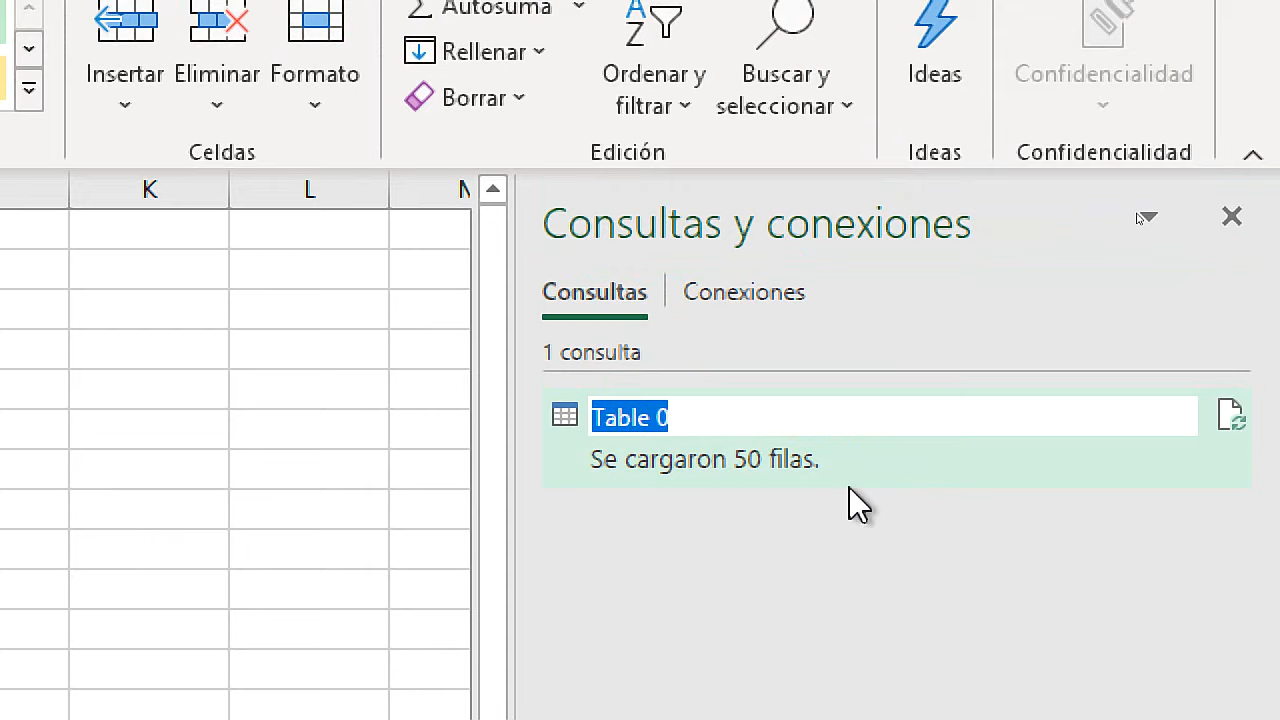 Autosuma
Insertar Eliminar Formato
Rellenar
Borrar
Ordenar y
filtrar
Buscar y
seleccionar
Ideas
Confidencialidad
Celdas
Edición
Ideas
Confidencialidad
K L
Consultas y conexiones
Consultas Conexiones
1 consulta
Table 0
Se cargaron 50 filas.